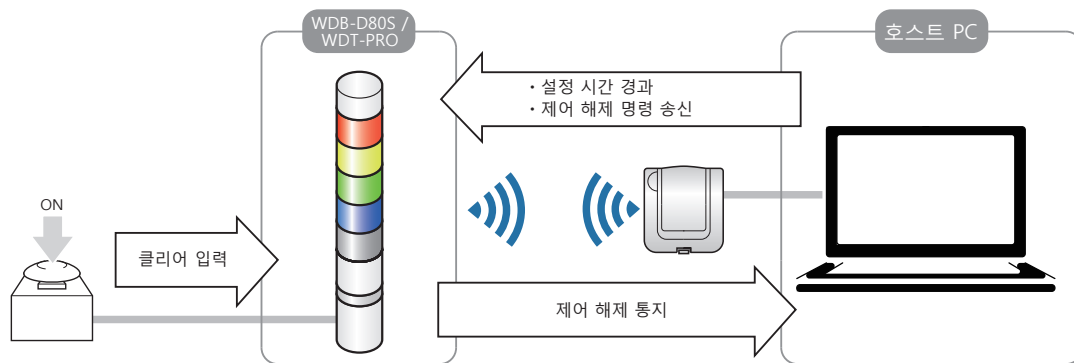 WDB-D80S /
WDT-PRO
호스트 PC
・설정 시간 경과
・제어 해제 명령 송신
ON
클리어 입력
제어 해제 통지